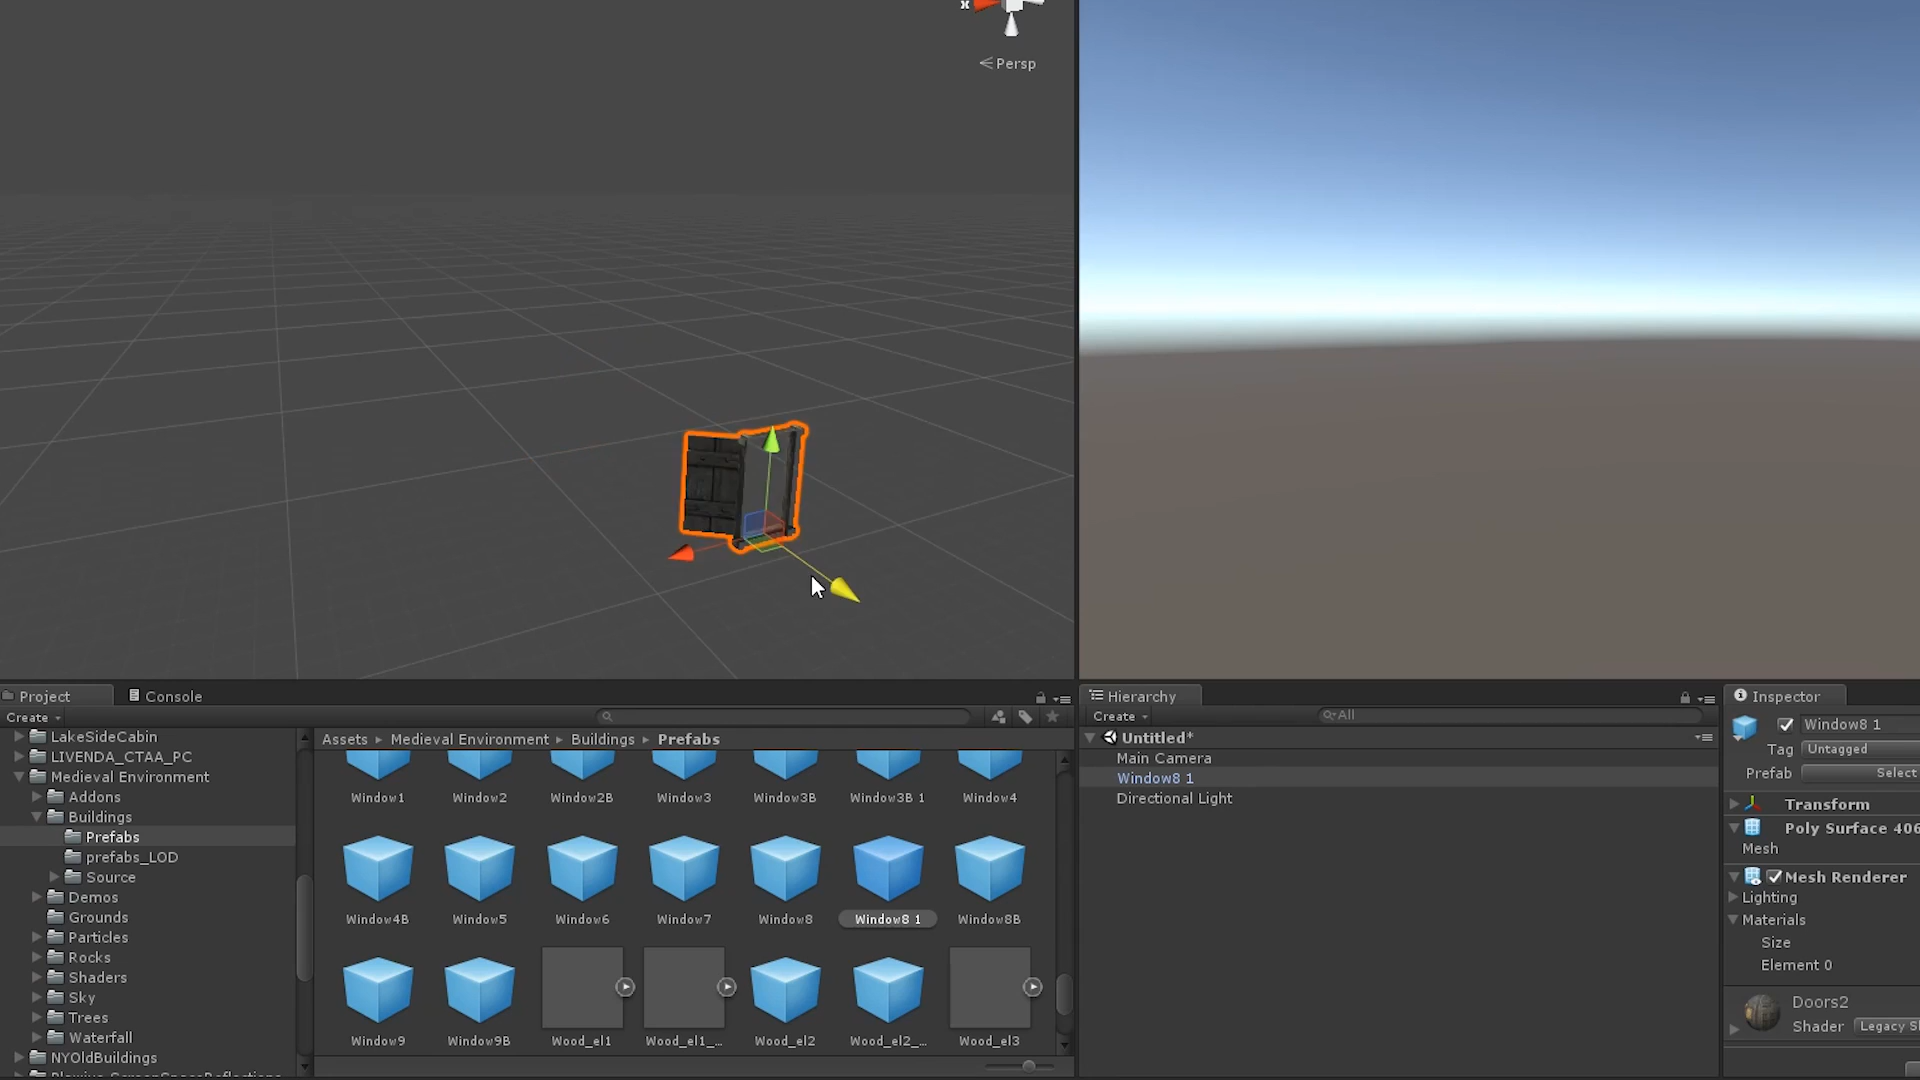 x
Persp
Project
Console
Create
LakeSideCabin
LIVENDA_CTAA_PC
Medieval Environment
Addons
Buildings
Prefabs
prefabs_LOD
Source
Demos
Grounds
Particles
Rocks
Shaders
Sky
Trees
Waterfall
NYOldBuildings
Assets Medieval Environment Buildings Prefabs
Window1 Window2 Window2B Window3 Window3B Window3B 1 Window4
Window4B Window5 Window6 Window7 Window8 Window8 1 Window8B
Window9 Window9B Wood_el1 Wood_el1_... Wood_el2 Wood_el2_... Wood_el3
Hierarchy
Create
All
Untitled*
Main Camera
Window8 1
Directional Light
Inspector
Window8 1
Tag Untagged
Prefab Select
Transform
Poly Surface 406
Mesh
Mesh Renderer
Lighting
Materials
Size
Element 0
Doors2
Shader Legacy